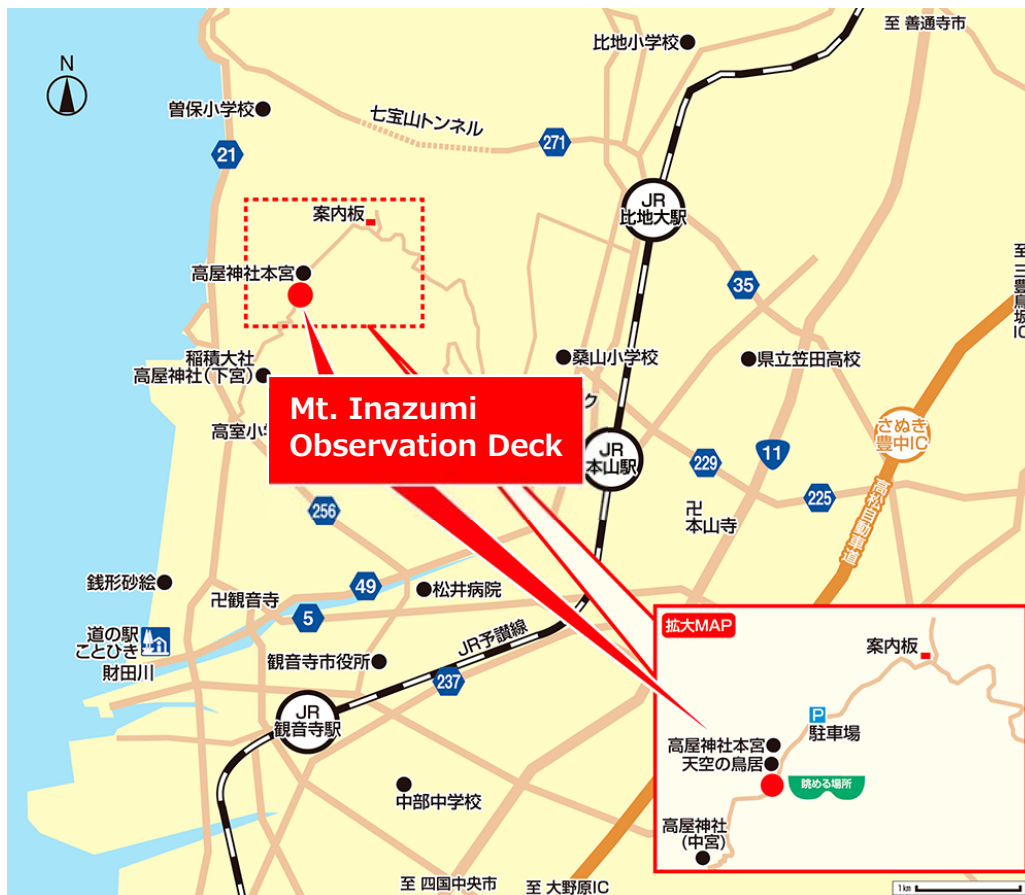 至 善通寺市
比地小学校
N
曽保小学校
七宝山トンネル
271
21
JR
比地大駅
案内板
高屋神社本宮
35
至 三豊鳥坂IC
稲積大社
高屋神社(下宮)
桑山小学校
県立笠田高校
Mt. Inazumi
Observation Deck
ク
高室小
さぬき
豊中IC
JR
本山駅
229
11
225
卍
本山寺
高松自動車道
256
銭形砂絵
卍観音寺
49
松井病院
5
道の駅
ことひき
財田川
観音寺市役所
JR予讃線
237
JR
観音寺駅
中部中学校
至 四国中央市
至 大野原IC
拡大MAP
案内板
P
駐車場
高屋神社本宮
天空の鳥居
眺める場所
高屋神社
(中宮)
1km